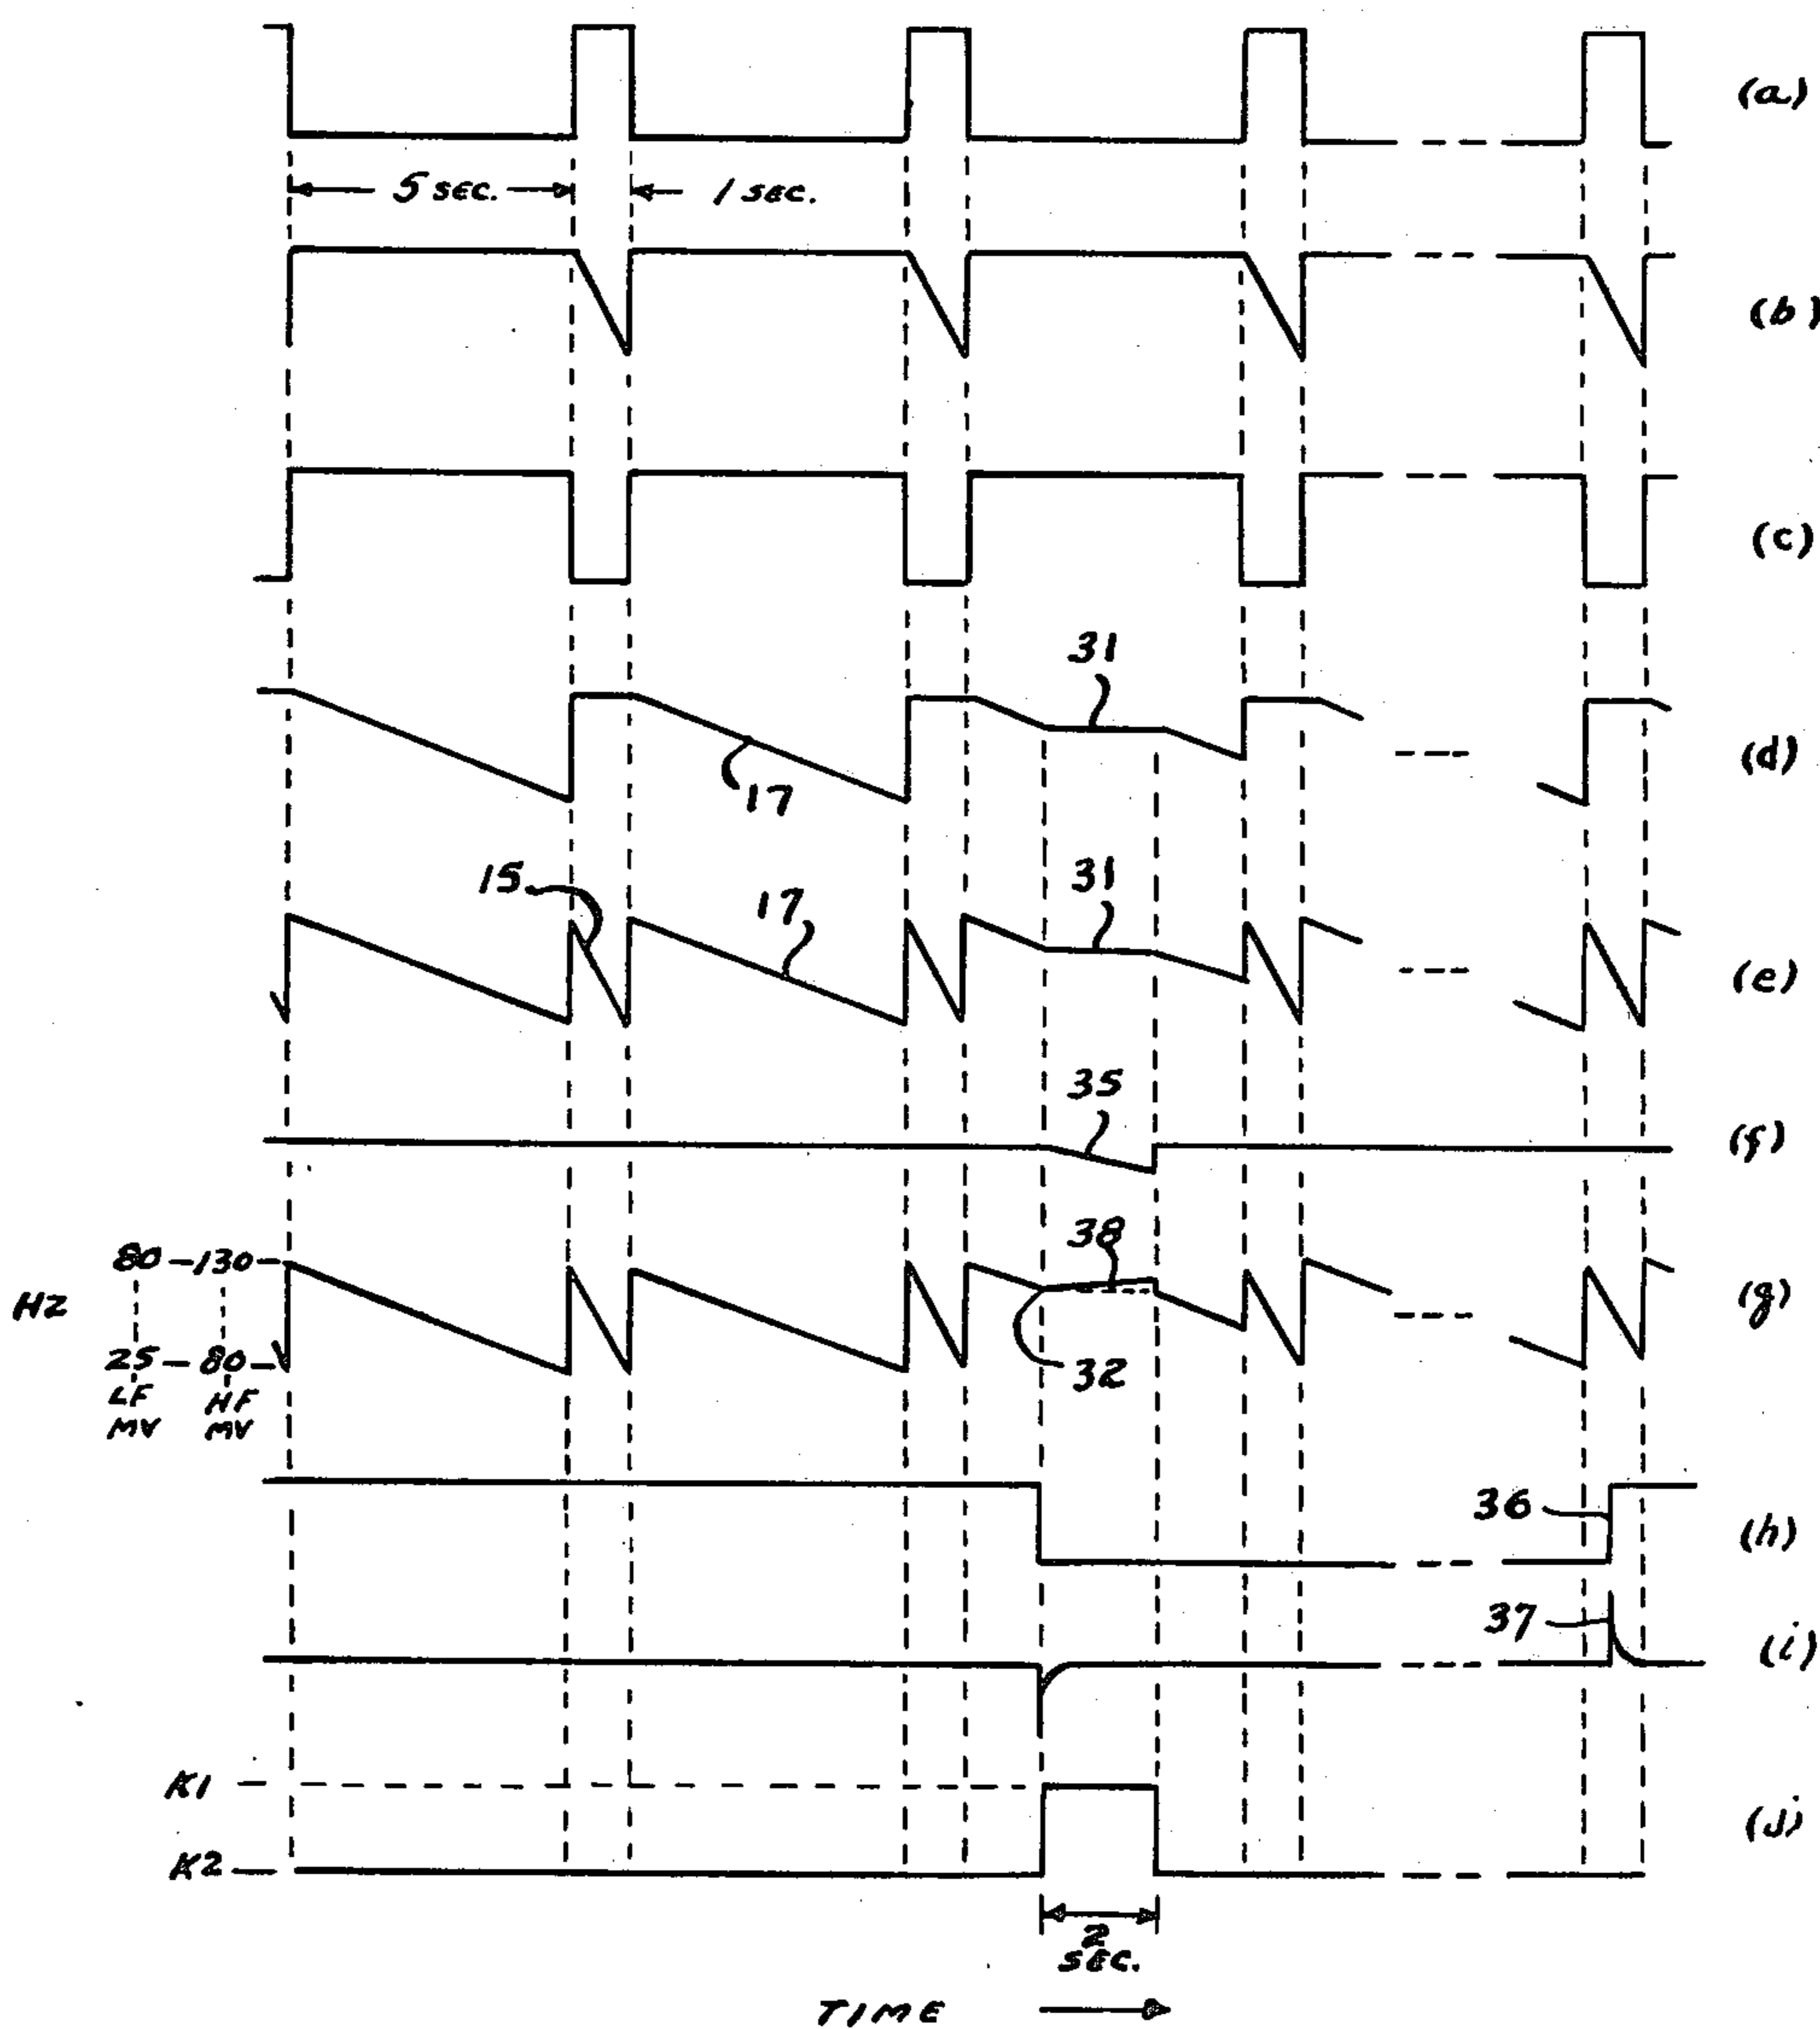 (a)
5 SEC.
1 SEC.
(b)
(c)
31
(d)
17
15
17
31
(e)
35
(f)
38
80 - 130
HZ
(g)
25 - 80
32
LF
MV
HF
MV
36
(h)
37
(i)
K1
(j)
K2
2
SEC.
TIME